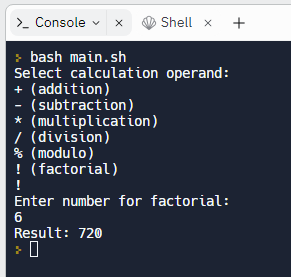 Console Shell
bash main.sh
Select calculation operand:
+ (addition)
- (subtraction)
* (multiplication)
/ (division)
% (modulo)
! (factorial)
!
Enter number for factorial:
6
Result: 720